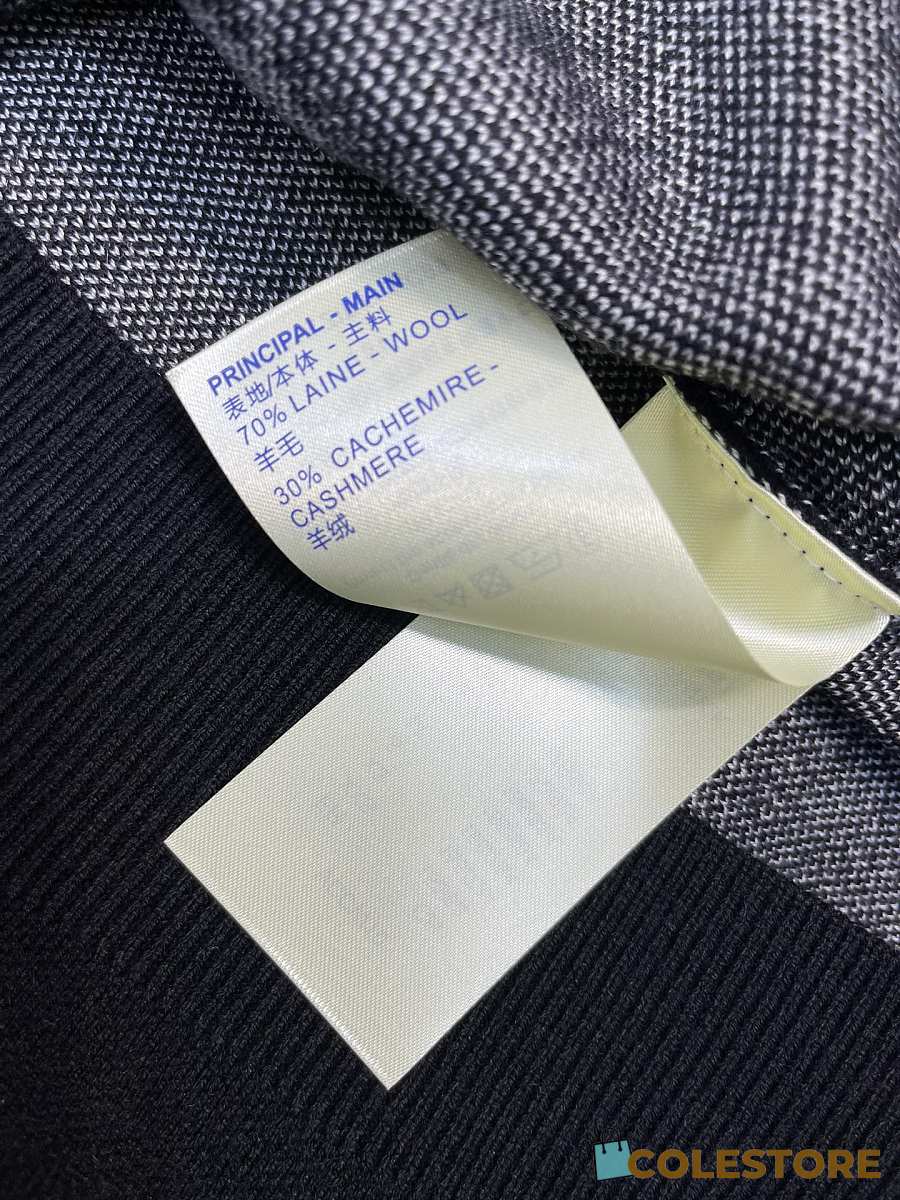 PRINCIPAL - MAIN
表地/本体 - 主料
70% LAINE - WOOL
羊毛
30% CACHEMIRE -
CASHMERE
羊绒
COLESTORE